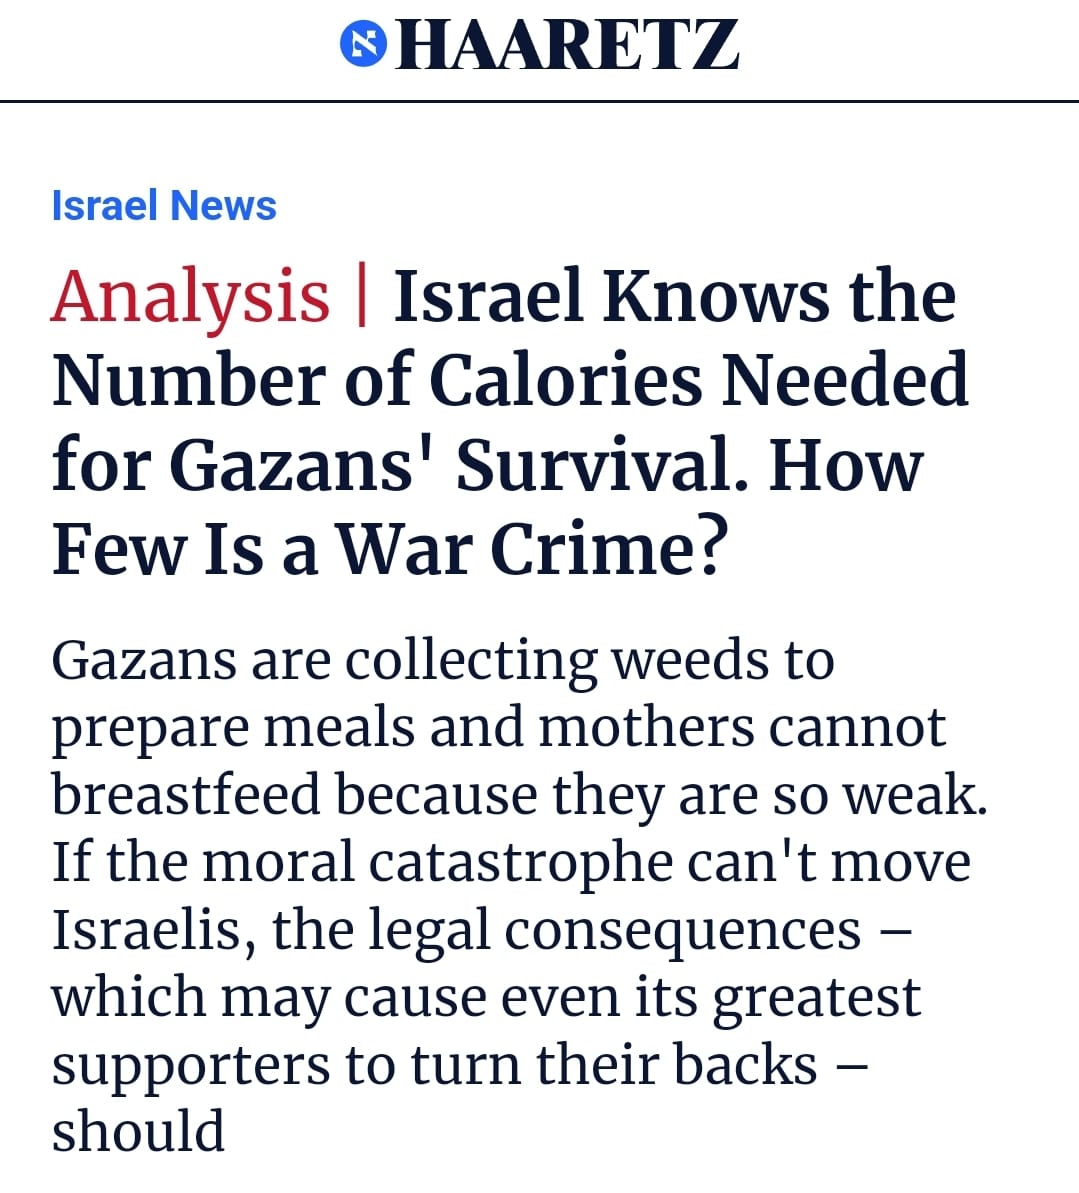 HAARETZ
Israel News
Analysis | Israel Knows the
Number of Calories Needed
for Gazans' Survival. How
Few Is a War Crime?
Gazans are collecting weeds to
prepare meals and mothers cannot
breastfeed because they are so weak.
If the moral catastrophe can't move
Israelis, the legal consequences –
which may cause even its greatest
supporters to turn their backs –
should